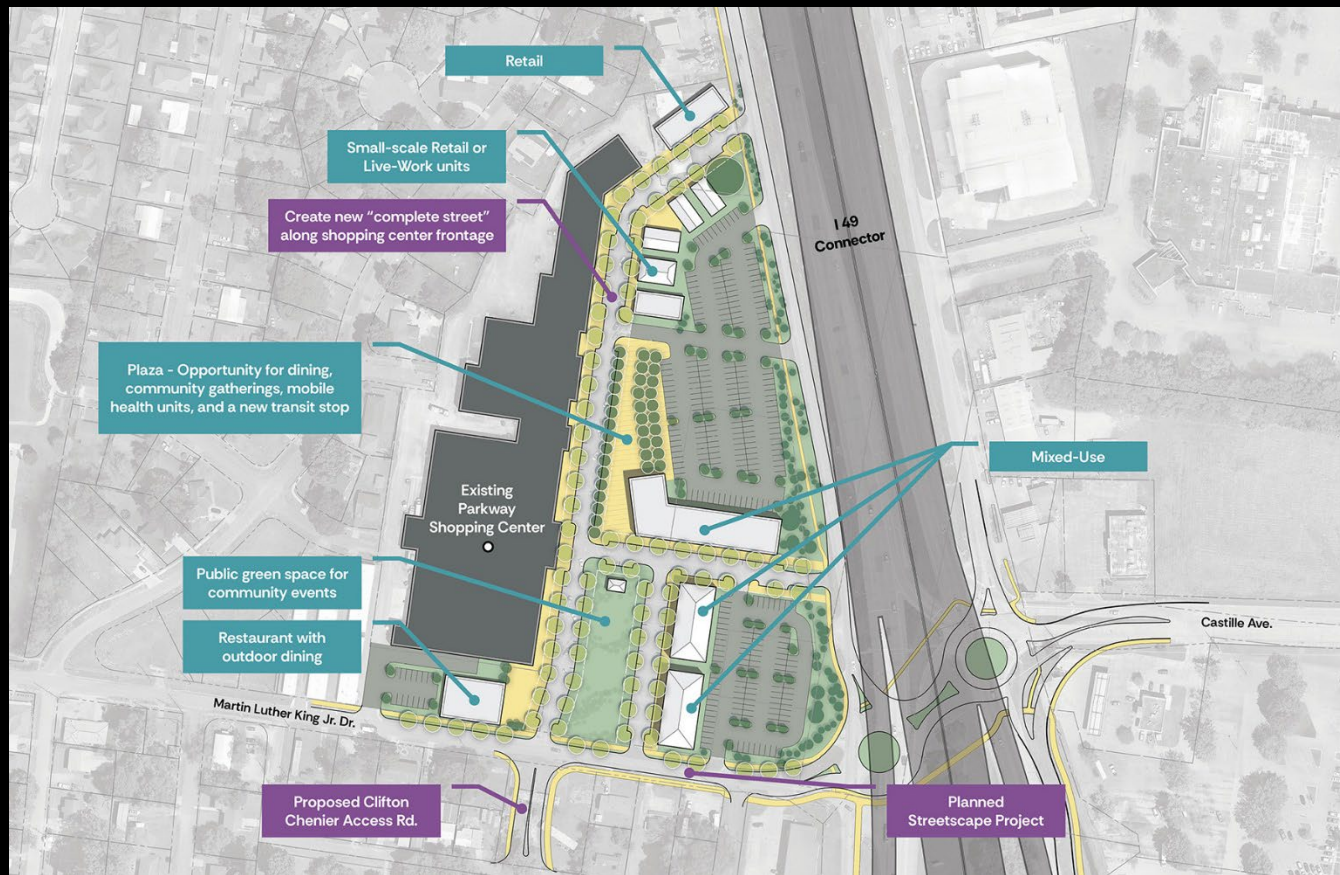 Retail
Small-scale Retail or
Live-Work units
Create new “complete street”
along shopping center frontage
I 49
Connector
Plaza - Opportunity for dining,
community gatherings, mobile
health units, and a new transit stop
Mixed-Use
Existing
Parkway
Shopping Center
Public green space for
community events
Restaurant with
outdoor dining
Castille Ave.
Martin Luther King Jr. Dr.
Proposed Clifton
Chenier Access Rd.
Planned
Streetscape Project